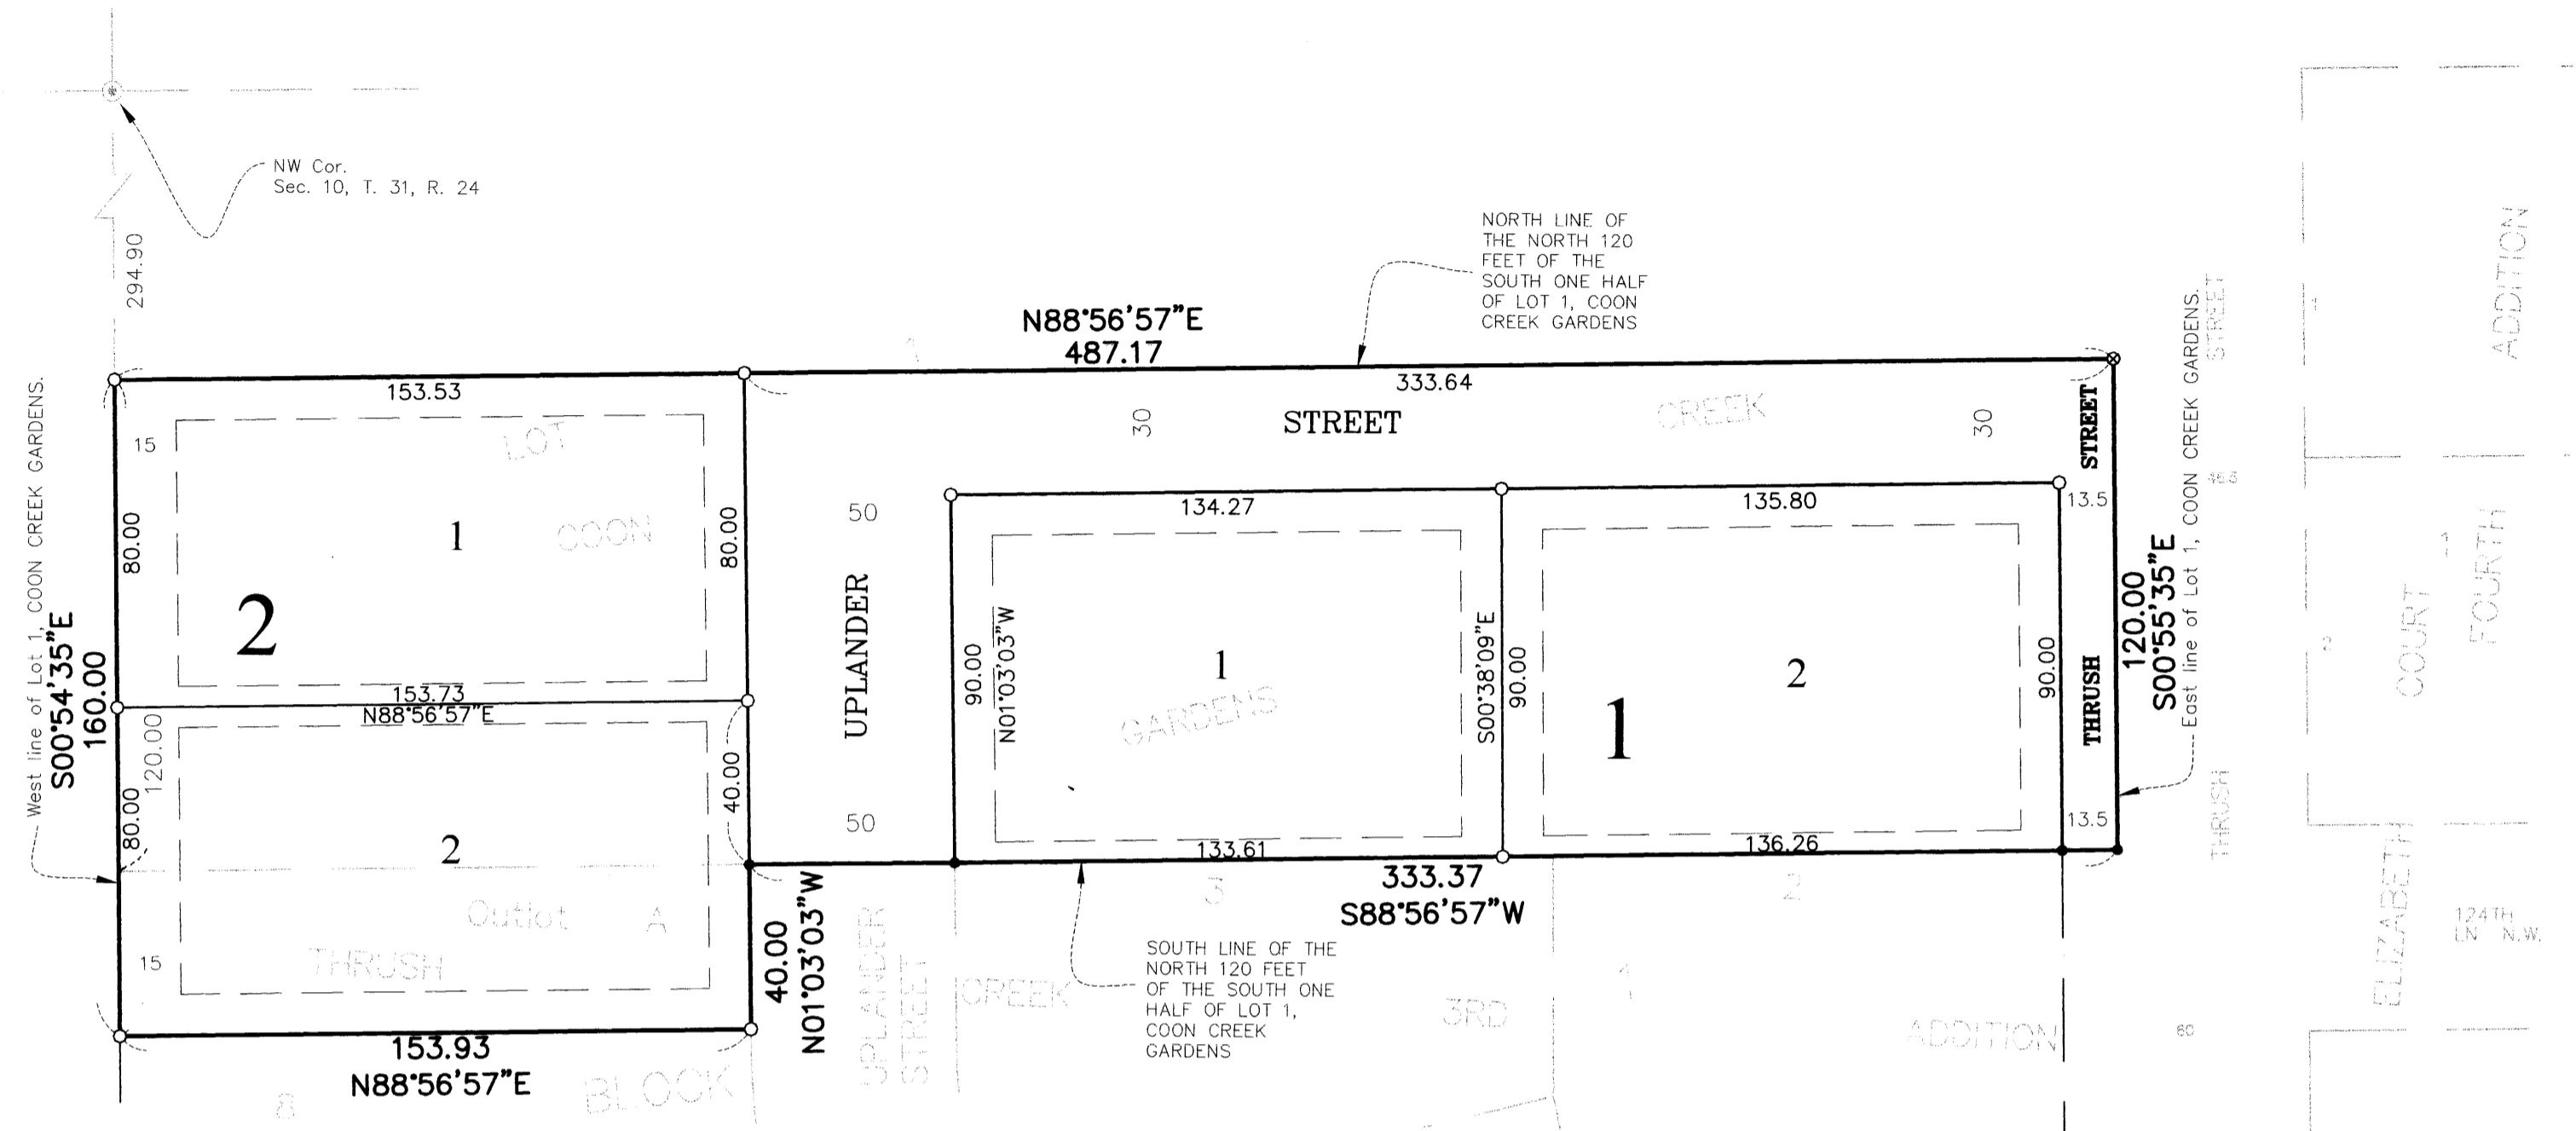 NW Cor.
Sec. 10, T. 31, R. 24
294.90
NORTH LINE OF
THE NORTH 120
FEET OF THE
SOUTH ONE HALF
OF LOT 1, COON
CREEK GARDENS
N88°56'57"E
487.17
1
153.53
333.64
West line of Lot 1, COON CREEK GARDENS.
S00°54'35"E
160.00
15
LOT
COON
1
2
80.00
80.00
153.73
N88°56'57"E
120.00
80.00
40.00
2
Outlot A
THRUSH
15
153.93
N88°56'57"E
8
BLOCK
40.00
N01°03'03"W
30
STREET
CREEK
30
50
UPLANDER
50
134.27
135.80
90.00
N01°03'03"W
1
GARDENS
S00°38'09"E
90.00
2
1
90.00
STREET
THRUSH
13.5
13.5
120.00
S00°55'35"E
East line of Lot 1, COON CREEK GARDENS.
133.61
136.26
333.37
S88°56'57"W
3
2
SOUTH LINE OF THE
NORTH 120 FEET
OF THE SOUTH ONE
HALF OF LOT 1,
COON CREEK
GARDENS
UPLANDER
STREET
CREEK
3RD
ADDITION
60
STREET
THRUSH
ADDITION
FOURTH
COURT
ELIZABETH
124TH
LN N.W.
2